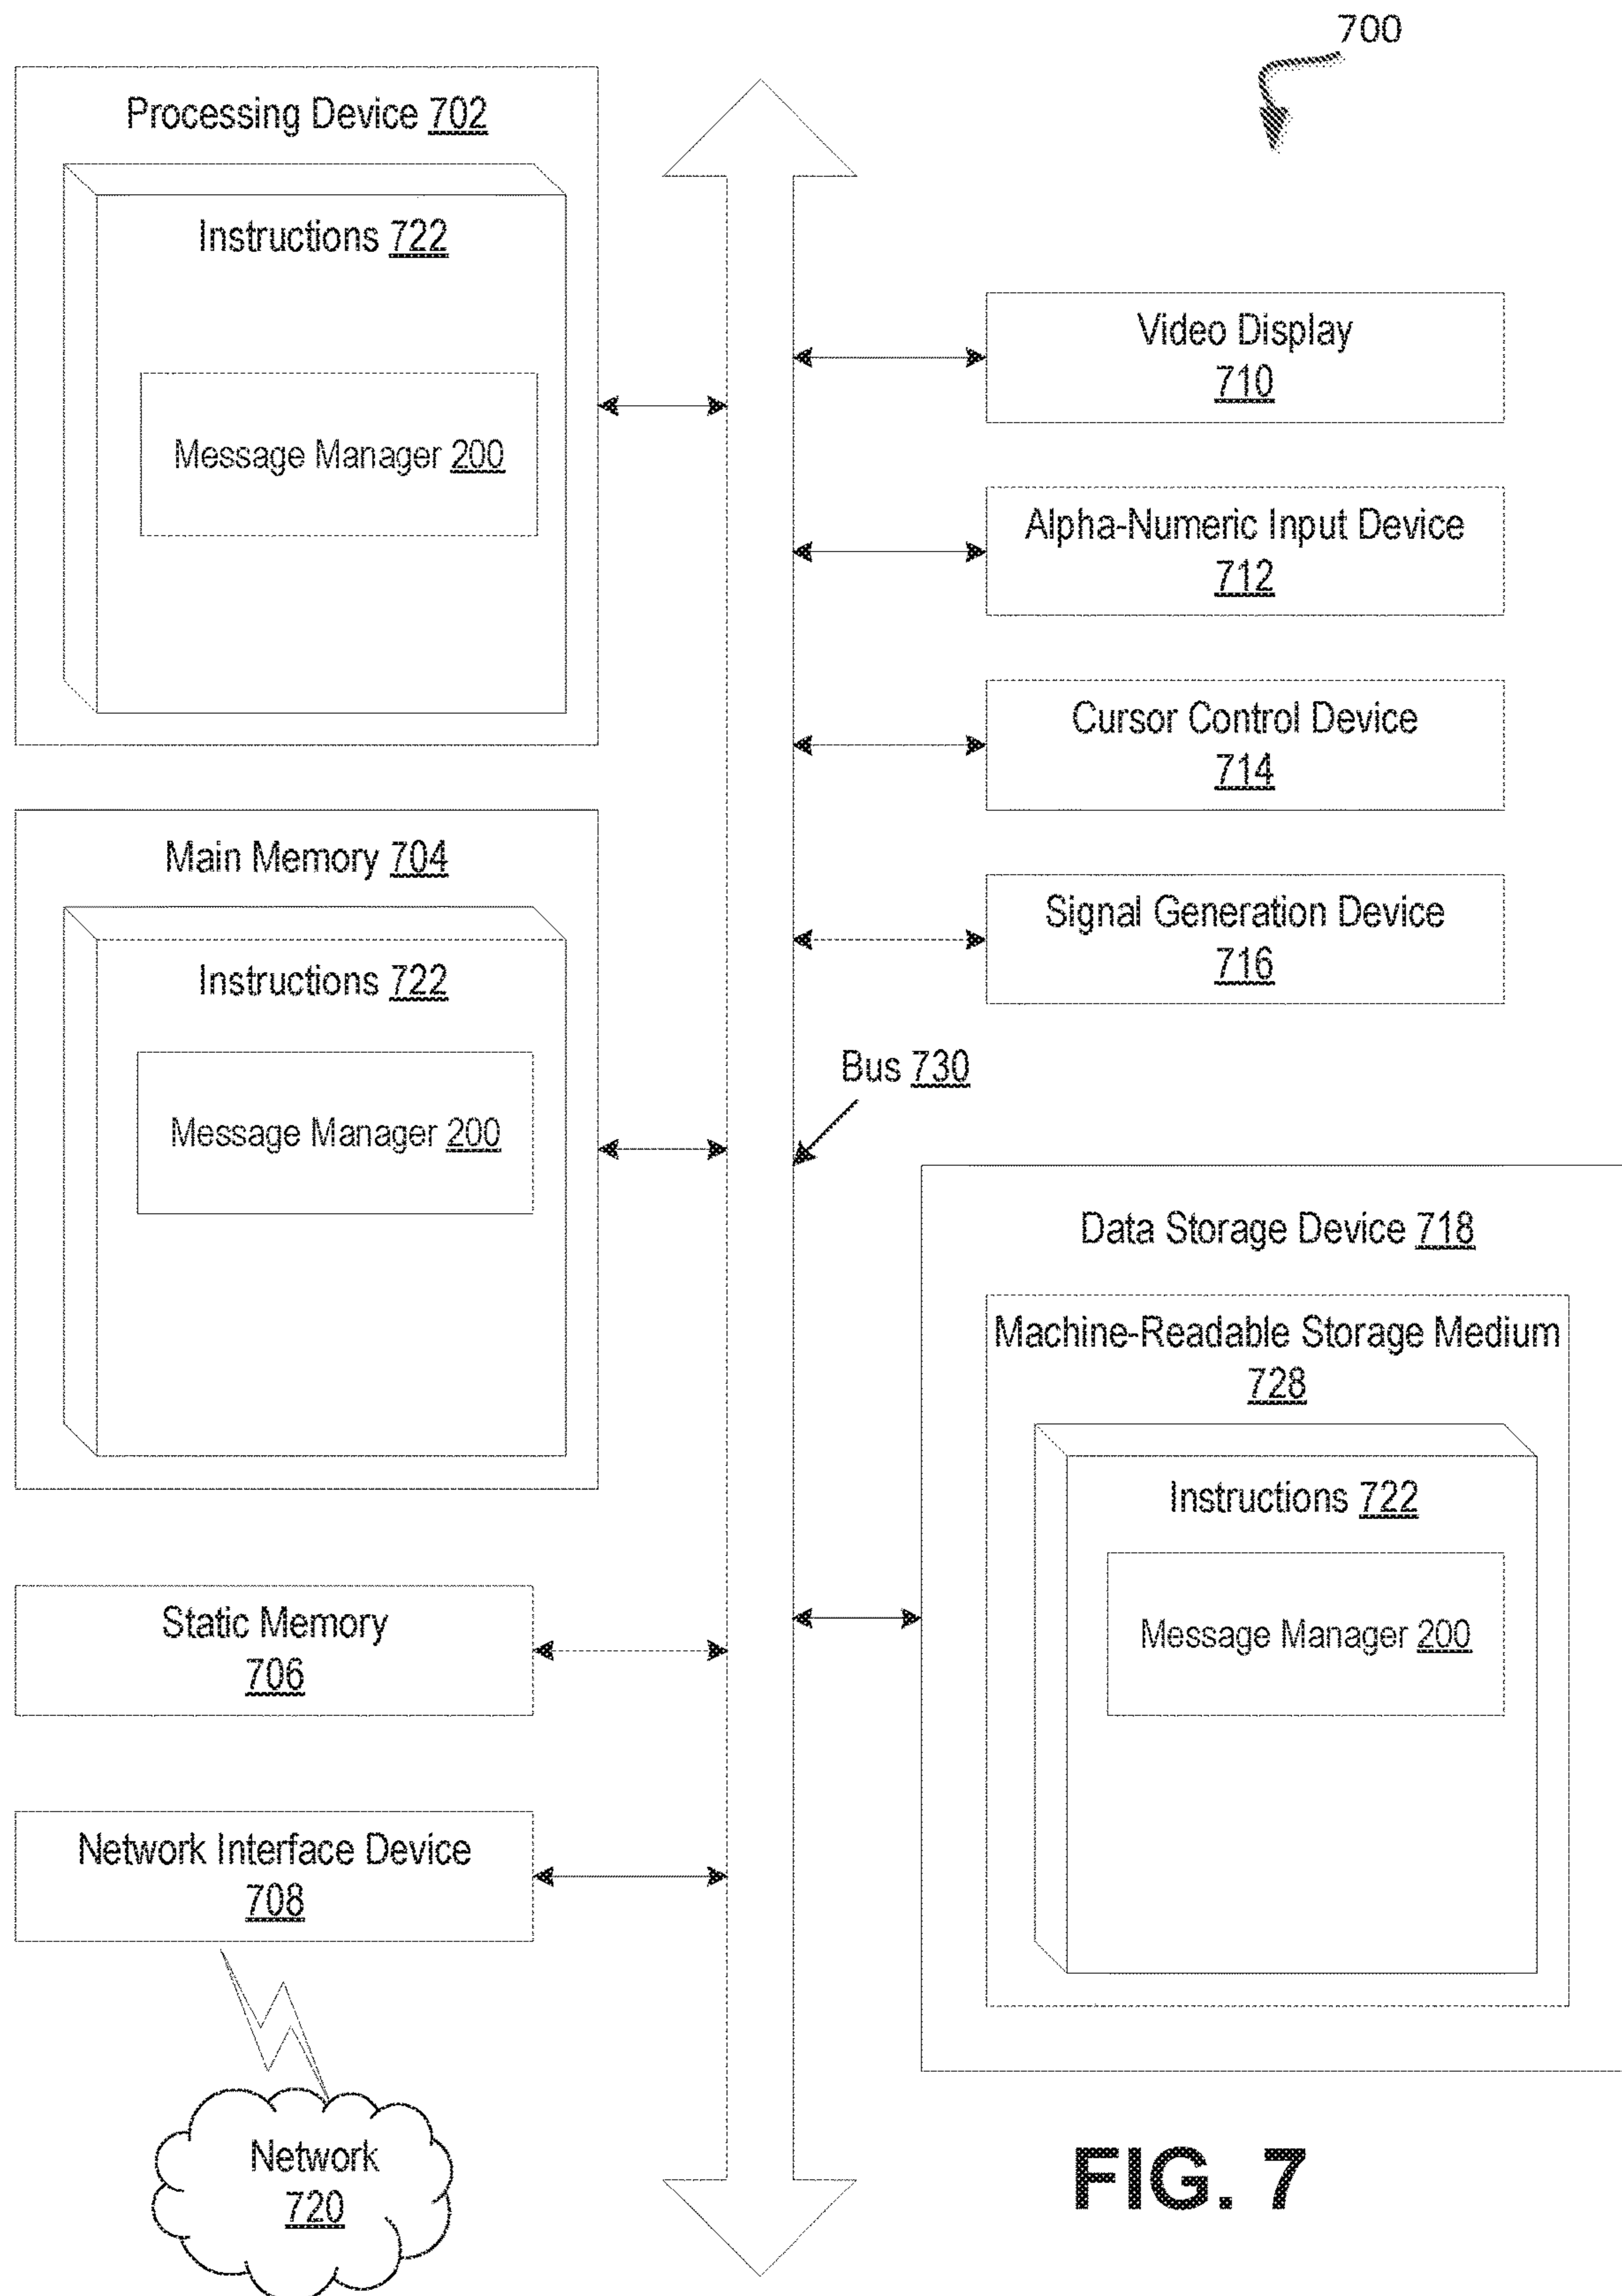 700
Processing Device 702
Instructions 722
Message Manager 200
Video Display
710
Alpha-Numeric Input Device
712
Cursor Control Device
714
Signal Generation Device
716
Main Memory 704
Instructions 722
Message Manager 200
Bus 730
Data Storage Device 718
Machine-Readable Storage Medium
728
Instructions 722
Message Manager 200
Static Memory
706
Network Interface Device
708
Network
720
FIG. 7